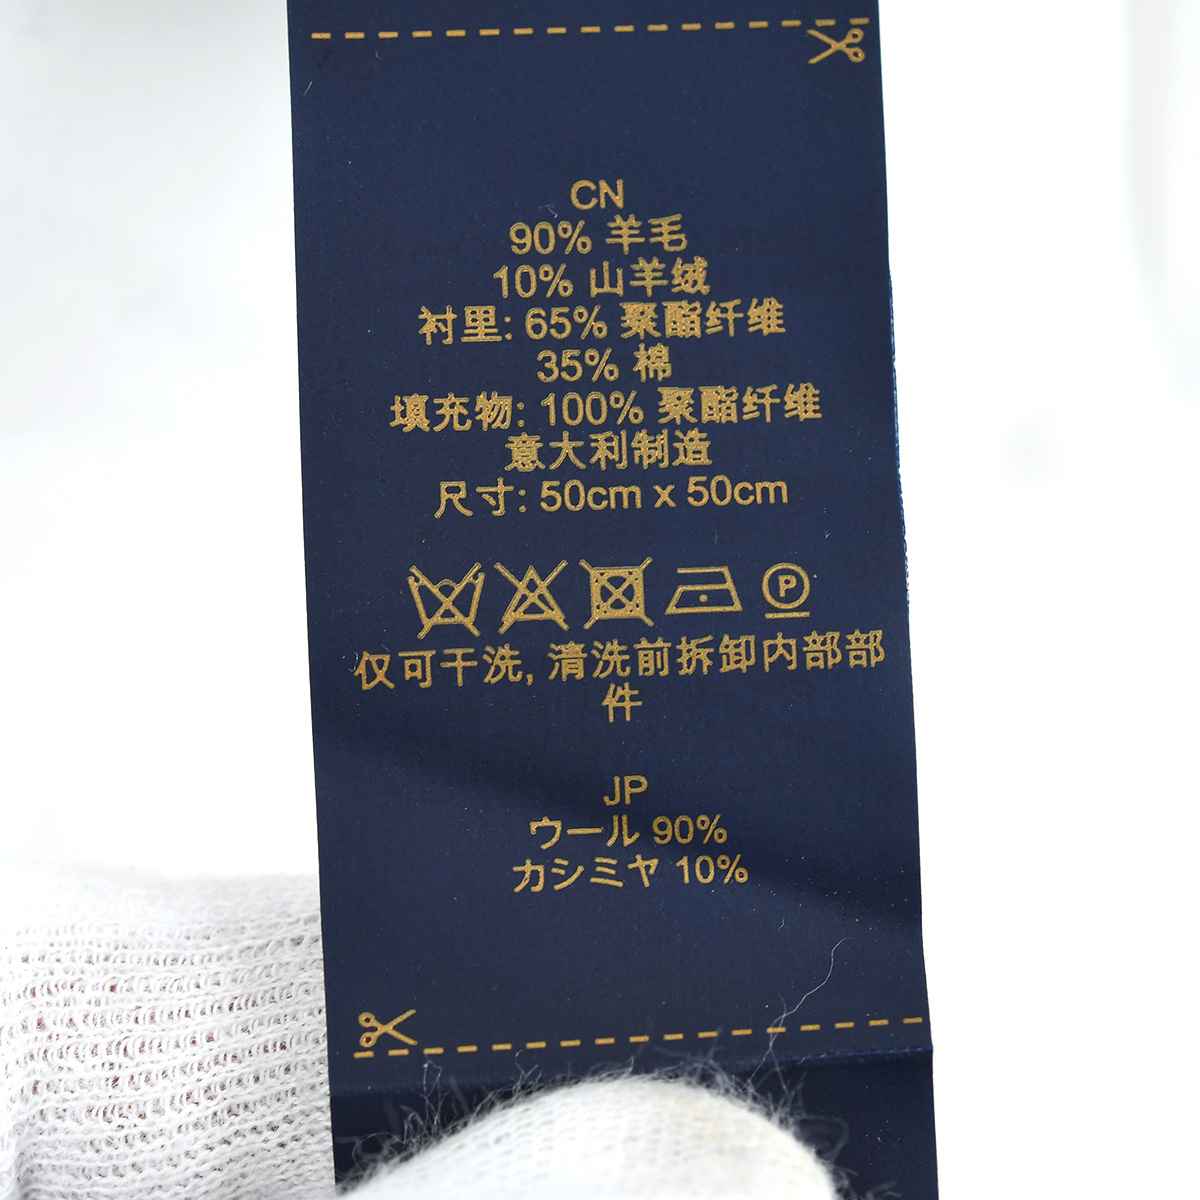 CN
90% 羊毛
10% 山羊绒
衬里: 65% 聚酯纤维
35% 棉
填充物: 100% 聚酯纤维
意大利制造
尺寸: 50cm x 50cm
P
仅可干洗, 清洗前拆卸内部部
件
JP
ウール 90%
カシミヤ 10%